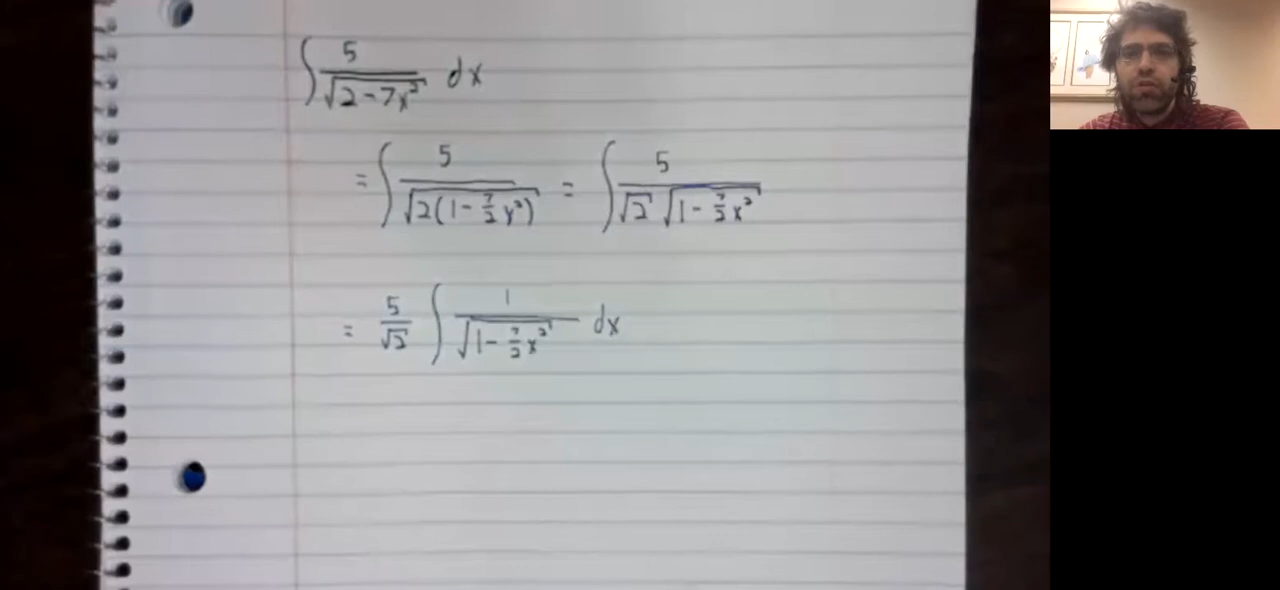 ∫ 5/√(2-7x²) dx
= ∫ 5/√(2(1-7/2 x²)) = ∫ 5/(√2 √(1-7/2 x²))
= 5/√2 ∫ 1/√(1-7/2 x²) dx